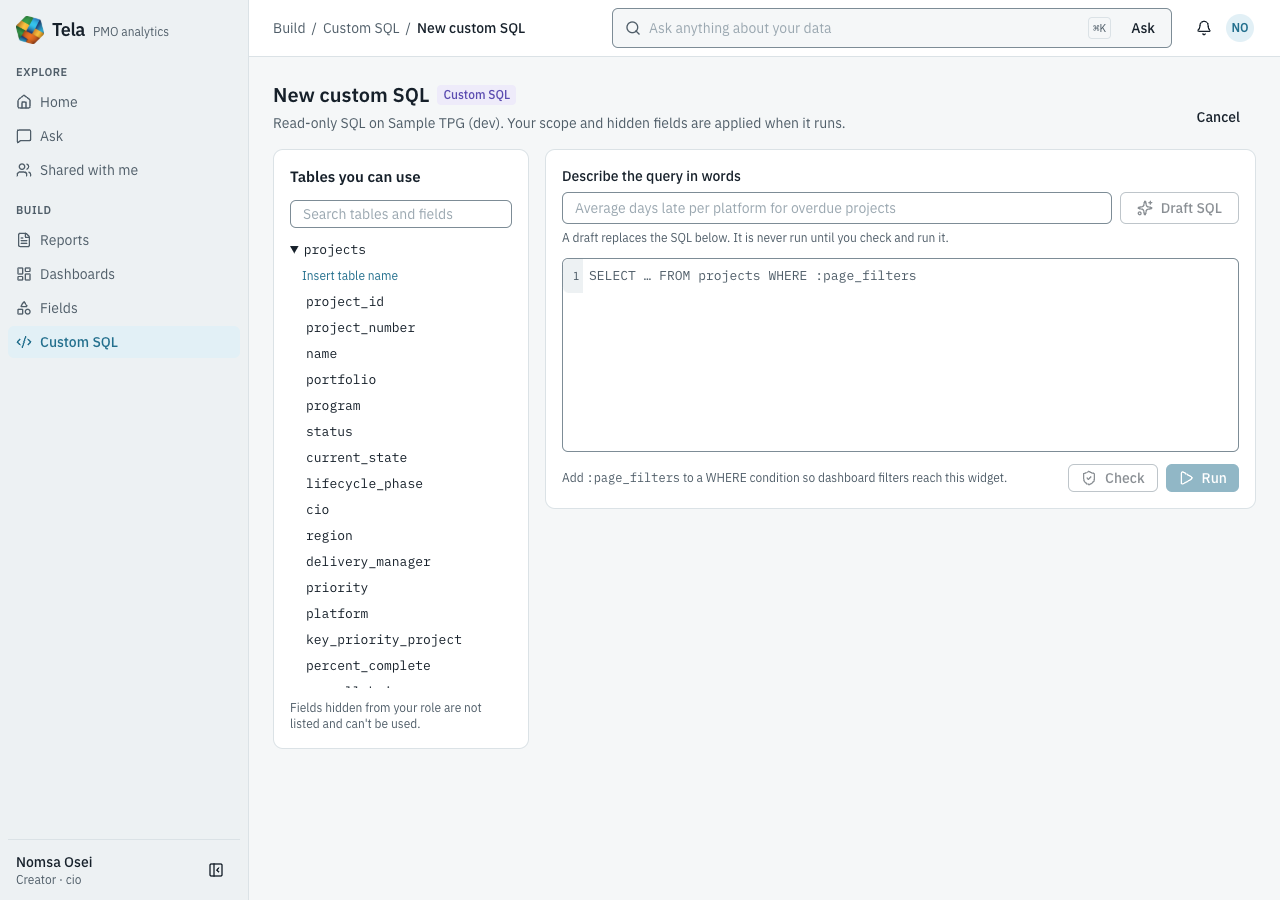 Tela PMO analytics
EXPLORE
Home
Ask
Shared with me
BUILD
Reports
Dashboards
Fields
Custom SQL
Nomsa Osei
Creator · cio
Build / Custom SQL / New custom SQL
Ask anything about your data
⌘K
Ask
NO
New custom SQL
Custom SQL
Read-only SQL on Sample TPG (dev). Your scope and hidden fields are applied when it runs.
Cancel
Tables you can use
Search tables and fields
projects
Insert table name
project_id
project_number
name
portfolio
program
status
current_state
lifecycle_phase
cio
region
delivery_manager
priority
platform
key_priority_project
percent_complete
Fields hidden from your role are not
listed and can't be used.
Describe the query in words
Average days late per platform for overdue projects
Draft SQL
A draft replaces the SQL below. It is never run until you check and run it.
1 SELECT … FROM projects WHERE :page_filters
Add :page_filters to a WHERE condition so dashboard filters reach this widget.
Check
Run